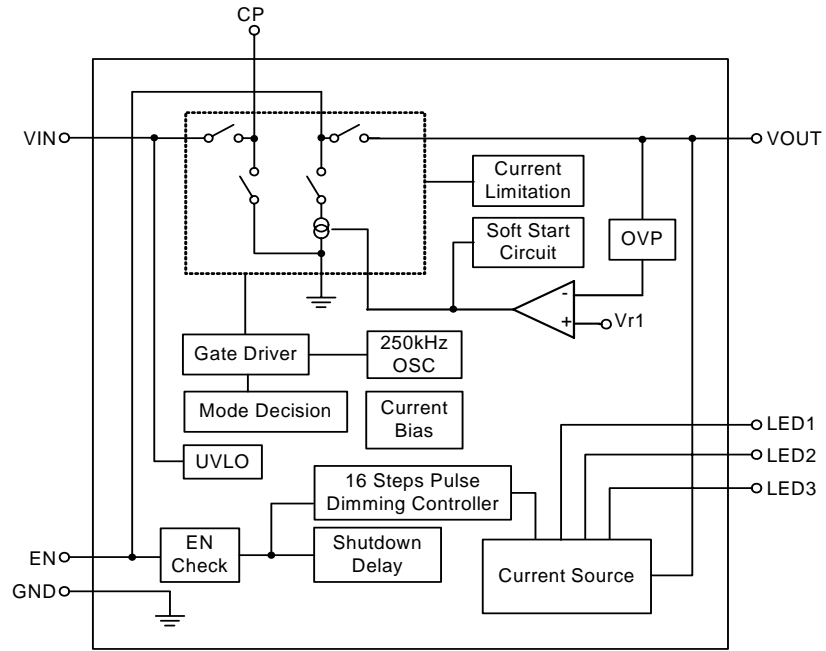 CP
VIN
VOUT
Current
Limitation
Soft Start
Circuit
OVP
-
+
Vr1
Gate Driver
250kHz
OSC
Mode Decision
Current
Bias
UVLO
LED1
LED2
LED3
16 Steps Pulse
Dimming Controller
EN
EN
Check
Shutdown
Delay
Current Source
GND